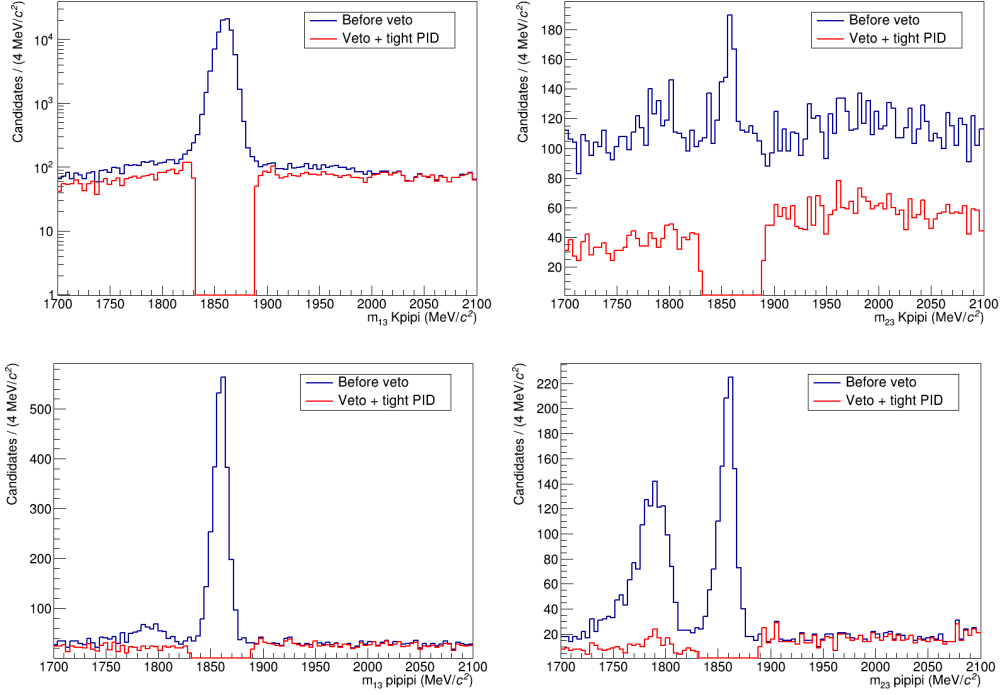 Candidates / (4 MeV/c²)
Before veto
Veto + tight PID
10⁴
10³
10²
10
1
1700 1750 1800 1850 1900 1950 2000 2050 2100
m₁₃ Kpipi (MeV/c²)
Candidates / (4 MeV/c²)
Before veto
Veto + tight PID
180
160
140
120
100
80
60
40
20
1700 1750 1800 1850 1900 1950 2000 2050 2100
m₂₃ Kpipi (MeV/c²)
Candidates / (4 MeV/c²)
Before veto
Veto + tight PID
500
400
300
200
100
1700 1750 1800 1850 1900 1950 2000 2050 2100
m₁₃ pipipi (MeV/c²)
Candidates / (4 MeV/c²)
Before veto
Veto + tight PID
220
200
180
160
140
120
100
80
60
40
20
1700 1750 1800 1850 1900 1950 2000 2050 2100
m₂₃ pipipi (MeV/c²)